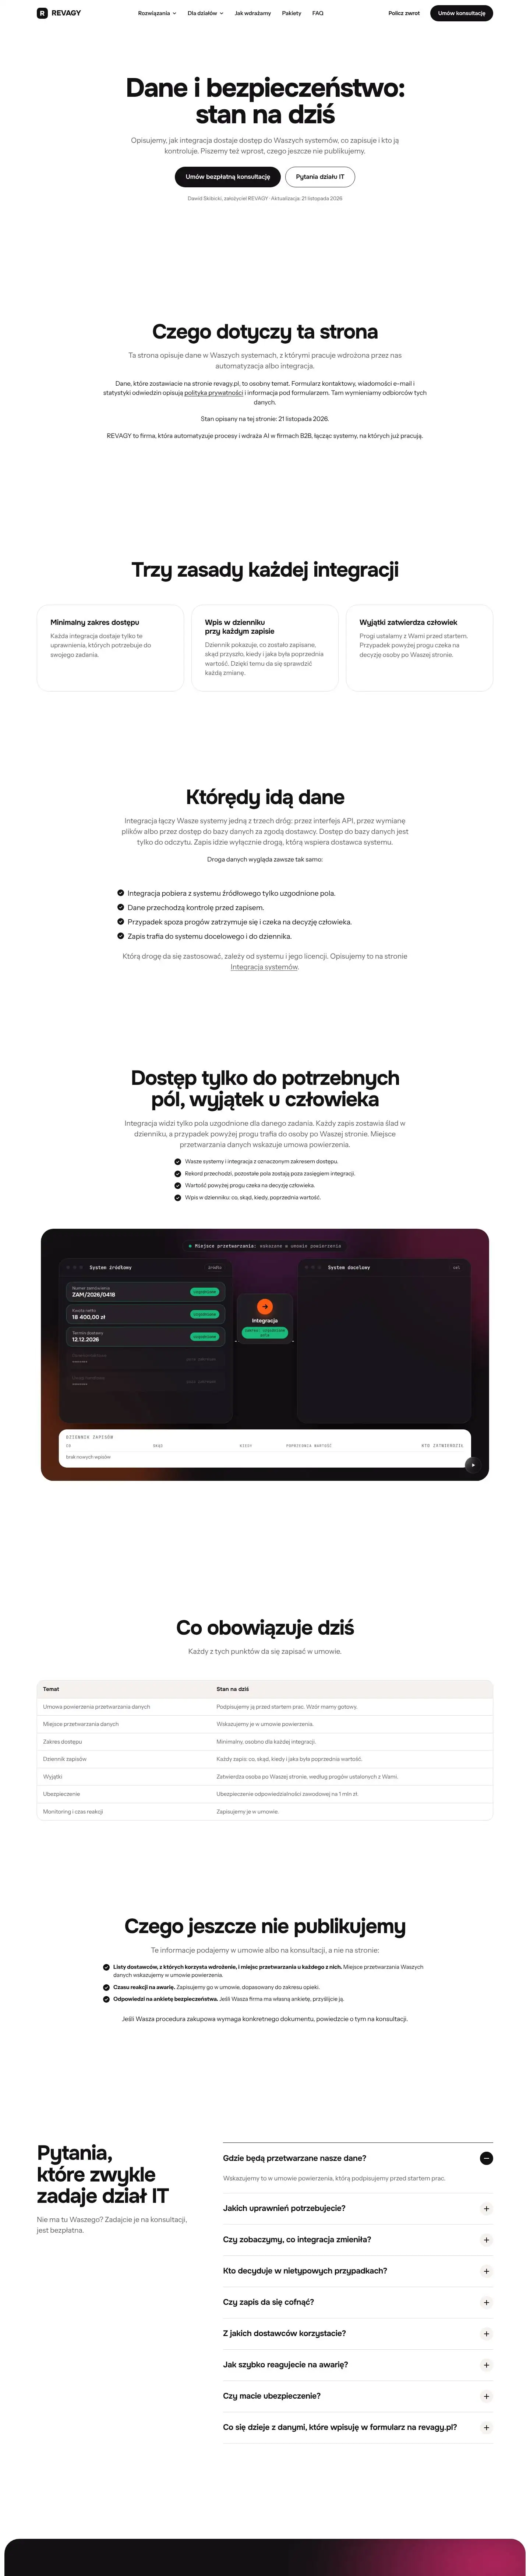 R REVAGY
Rozwiązania
Dla działów
Jak wdrażamy
Pakiety
FAQ
Policz zwrot
Umów konsultację
Dane i bezpieczeństwo:
stan na dziś
Opisujemy, jak integracja dostaje dostęp do Waszych systemów, co zapisuje i kto ją
kontroluje. Piszemy też wprost, czego jeszcze nie publikujemy.
Umów bezpłatną konsultację
Pytania działu IT
Dawid Skibicki, założyciel REVAGY · Aktualizacja: 21 listopada 2026
Czego dotyczy ta strona
Ta strona opisuje dane w Waszych systemach, z którymi pracuje wdrożona przez nas
automatyzacja albo integracja.
Dane, które zostawiacie na stronie revagy.pl, to osobny temat. Formularz kontaktowy, wiadomości e-mail i
statystyki odwiedzin opisują polityka prywatności i informacja pod formularzem. Tam wymieniamy odbiorców tych
danych.
Stan opisany na tej stronie: 21 listopada 2026.
REVAGY to firma, która automatyzuje procesy i wdraża AI w firmach B2B, łącząc systemy, na których już pracują.
Trzy zasady każdej integracji
Minimalny zakres dostępu
Każda integracja dostaje tylko te
uprawnienia, których potrzebuje do
swojego zadania.
Wpis w dzienniku
przy każdym zapisie
Dziennik pokazuje, co zostało zapisane,
skąd przyszło, kiedy i jaka była poprzednia
wartość. Dzięki temu da się sprawdzić
każdą zmianę.
Wyjątki zatwierdza człowiek
Progi ustalamy z Wami przed startem.
Przypadek powyżej progu czeka na
decyzję osoby po Waszej stronie.
Którędy idą dane
Integracja łączy Wasze systemy jedną z trzech dróg: przez interfejs API, przez wymianę
plików albo przez dostęp do bazy danych za zgodą dostawcy. Dostęp do bazy danych jest
tylko do odczytu. Zapis idzie wyłącznie drogą, którą wspiera dostawca systemu.
Droga danych wygląda zawsze tak samo:
Integracja pobiera z systemu źródłowego tylko uzgodnione pola.
Dane przechodzą kontrolę przed zapisem.
Przypadek spoza progów zatrzymuje się i czeka na decyzję człowieka.
Zapis trafia do systemu docelowego i do dziennika.
Którą drogę da się zastosować, zależy od systemu i jego licencji. Opisujemy to na stronie
Integracja systemów.
Dostęp tylko do potrzebnych
pól, wyjątek u człowieka
Integracja widzi tylko pola uzgodnione dla danego zadania. Każdy zapis zostawia ślad w
dzienniku, a przypadek powyżej progu trafia do osoby po Waszej stronie. Miejsce
przetwarzania danych wskazuje umowa powierzenia.
Wasze systemy i integracja z oznaczonym zakresem dostępu.
Rekord przechodzi, pozostałe pola zostają poza zasięgiem integracji.
Wartość powyżej progu czeka na decyzję człowieka.
Wpis w dzienniku: co, skąd, kiedy, poprzednia wartość.
Miejsce przetwarzania: wskazane w umowie powierzenia
System źródłowy
źródło
System docelowy
cel
Numer zamówienia
ZAM/2026/0418
uzgodnione
Kwota netto
18 400,00 zł
uzgodnione
Termin dostawy
12.12.2026
uzgodnione
Integracja
DZIENNIK ZAPISÓW
CO
SKĄD
KIEDY
POPRZEDNIA WARTOŚĆ
KTO ZATWIERDZIŁ
brak nowych wpisów
Co obowiązuje dziś
Każdy z tych punktów da się zapisać w umowie.
Temat
Stan na dziś
Umowa powierzenia przetwarzania danych
Podpisujemy ją przed startem prac. Wzór mamy gotowy.
Miejsce przetwarzania danych
Wskazujemy je w umowie powierzenia.
Zakres dostępu
Minimalny, osobno dla każdej integracji.
Dziennik zapisów
Każdy zapis: co, skąd, kiedy i jaka była poprzednia wartość.
Wyjątki
Zatwierdza osoba po Waszej stronie, według progów ustalonych z Wami.
Ubezpieczenie
Ubezpieczenie odpowiedzialności zawodowej na 1 mln zł.
Monitoring i czas reakcji
Zapisujemy je w umowie.
Czego jeszcze nie publikujemy
Te informacje podajemy w umowie albo na konsultacji, a nie na stronie:
Listy dostawców, z których korzysta wdrożenie, i miejsc przetwarzania u każdego z nich. Miejsce przetwarzania Waszych
danych wskazujemy w umowie powierzenia.
Czasu reakcji na awarię. Zapisujemy go w umowie, dopasowany do zakresu opieki.
Odpowiedzi na ankietę bezpieczeństwa. Jeśli Wasza firma ma własną ankietę, przyślijcie ją.
Jeśli Wasza procedura zakupowa wymaga konkretnego dokumentu, powiedzcie o tym na konsultacji.
Pytania,
które zwykle
zadaje dział IT
Nie ma tu Waszego? Zadajcie je na konsultacji,
jest bezpłatna.
Gdzie będą przetwarzane nasze dane?
Wskazujemy to w umowie powierzenia, którą podpisujemy przed startem prac.
Jakich uprawnień potrzebujecie?
Czy zobaczymy, co integracja zmieniła?
Kto decyduje w nietypowych przypadkach?
Czy zapis da się cofnąć?
Z jakich dostawców korzystacie?
Jak szybko reagujecie na awarię?
Czy macie ubezpieczenie?
Co się dzieje z danymi, które wpisuję w formularz na revagy.pl?